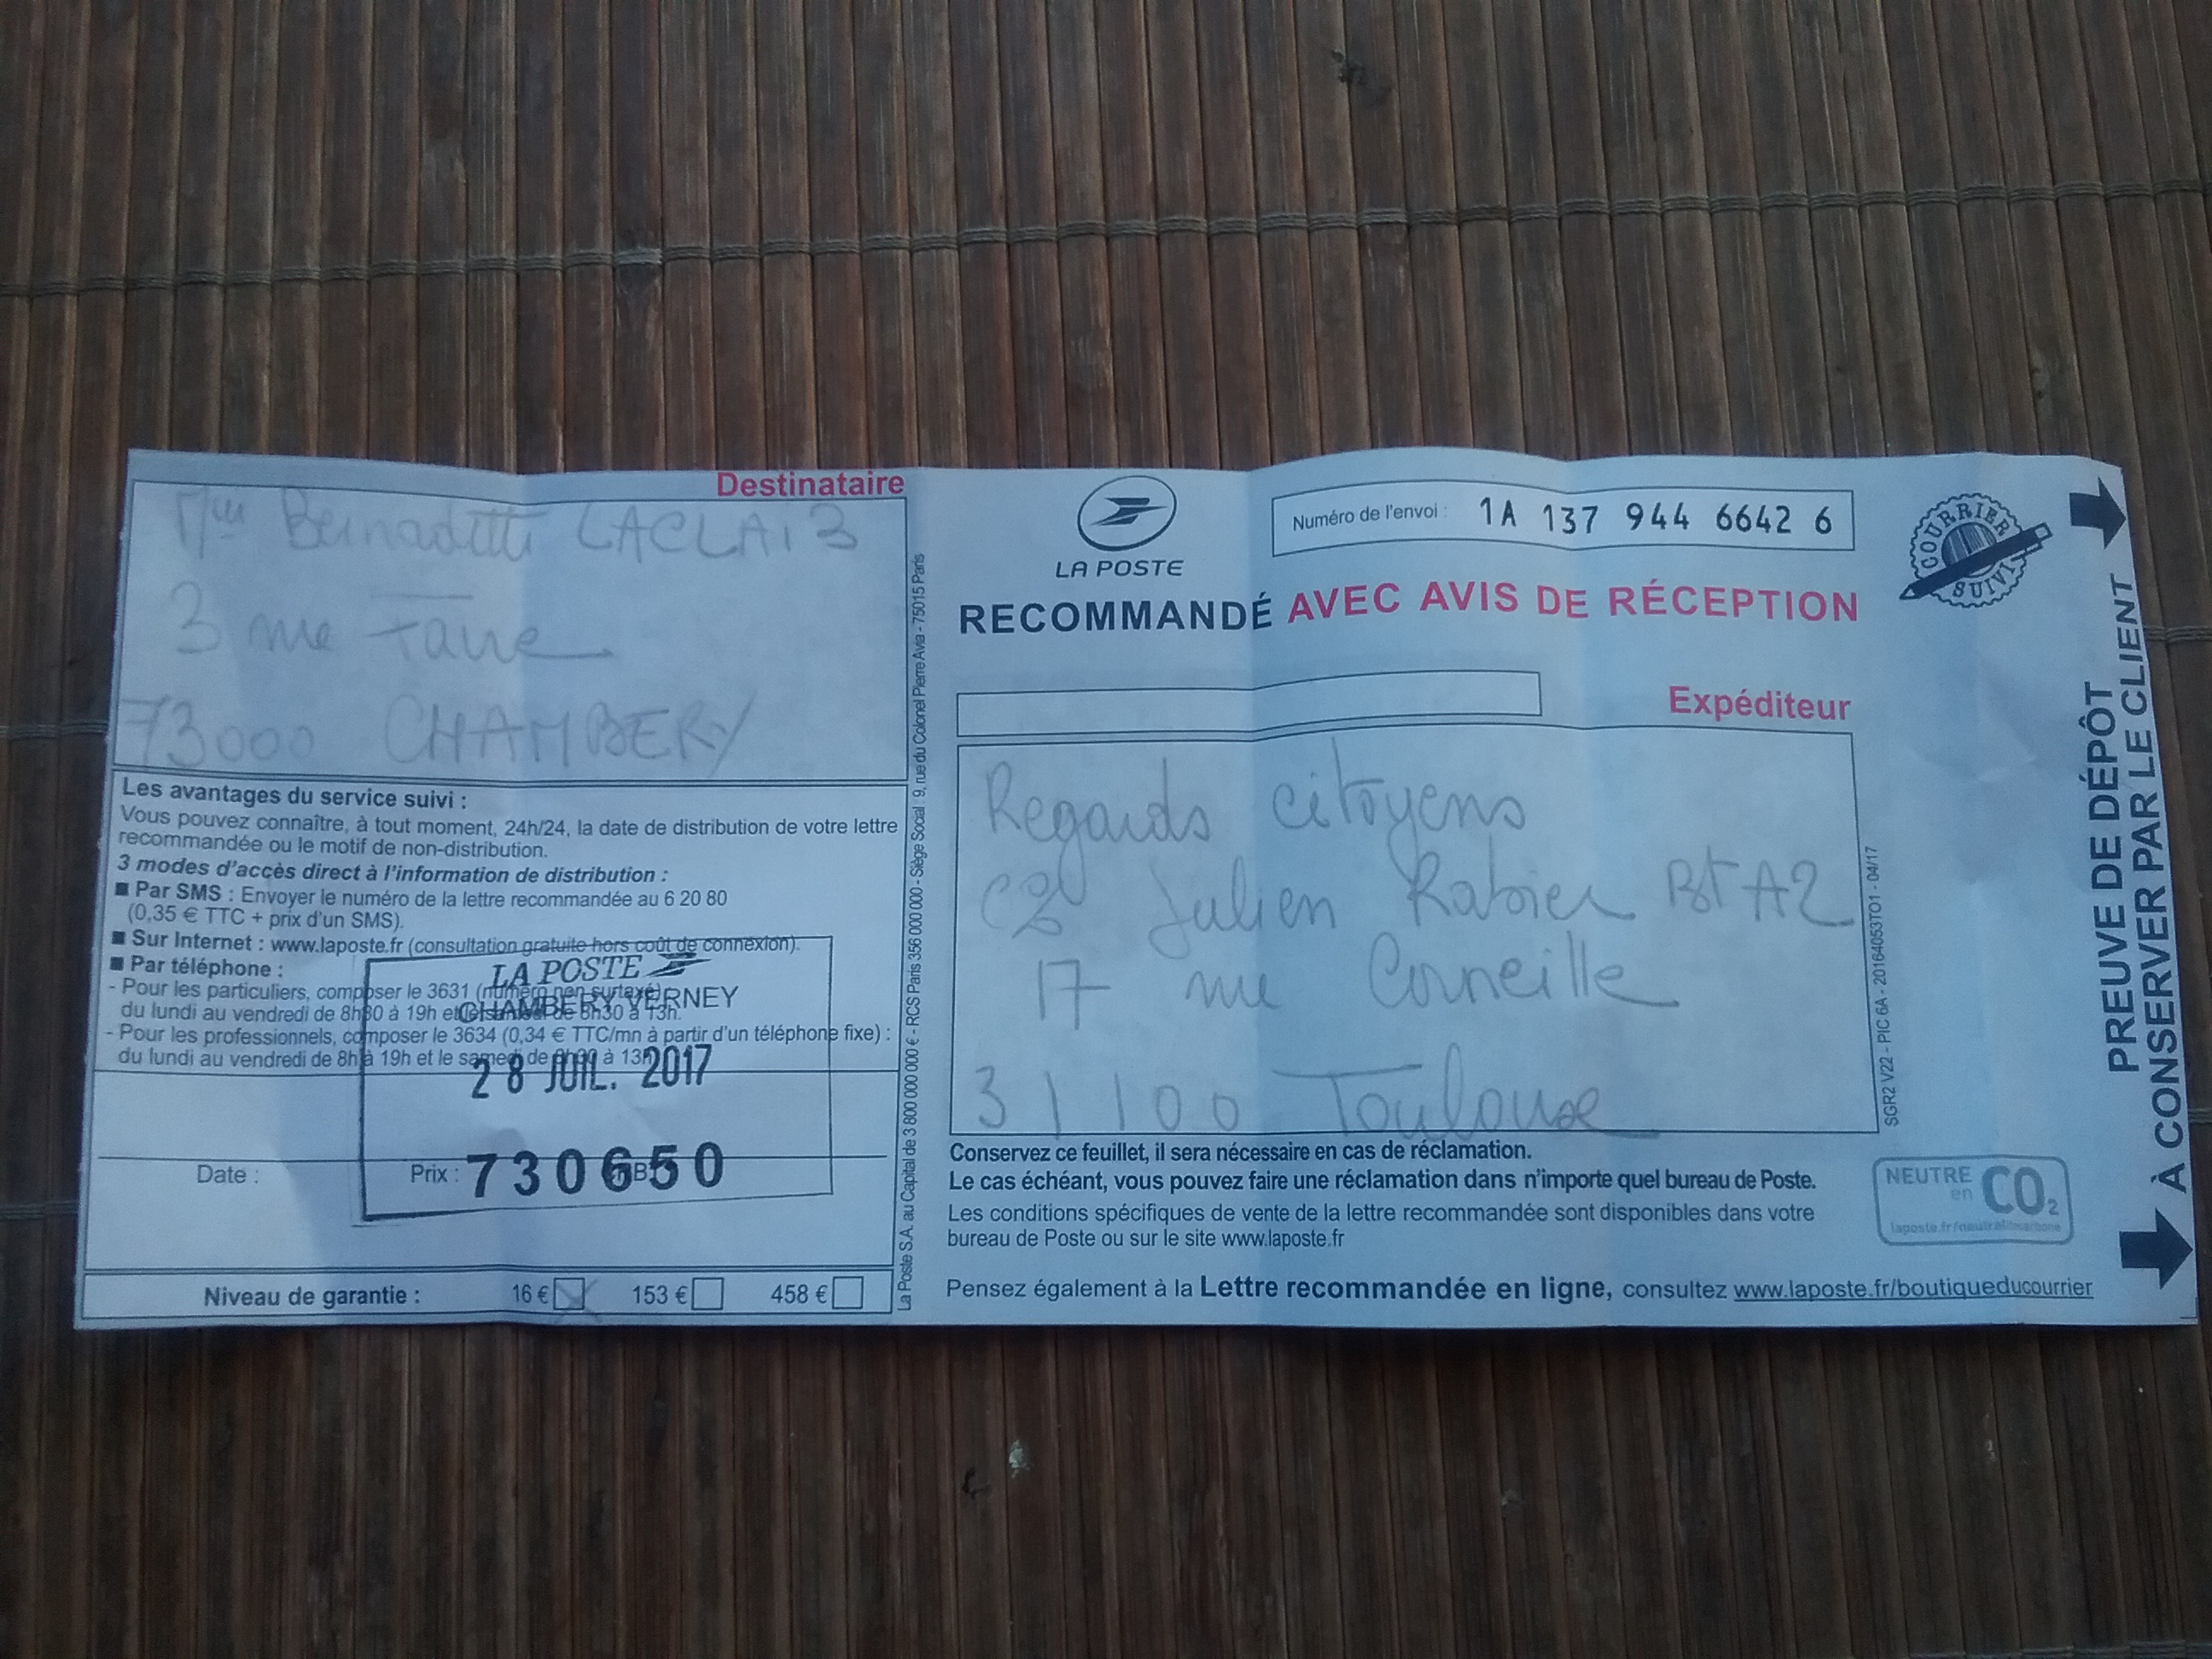 Destinataire
Mme Bernadette LACLAIS
3 rue Favre
73000 CHAMBERY
Les avantages du service suivi :
Vous pouvez connaître, à tout moment, 24h/24, la date de distribution de votre lettre
recommandée ou le motif de non-distribution.
3 modes d'accès direct à l'information de distribution :
■ Par SMS : Envoyer le numéro de la lettre recommandée au 6 20 80
(0,35 € TTC + prix d'un SMS).
■ Sur Internet : www.laposte.fr (consultation gratuite hors coût de connexion).
■ Par téléphone :
- Pour les particuliers, composer le 3631 (numéro non surtaxé)
du lundi au vendredi de 8h30 à 19h et le samedi de 8h30 à 13h.
- Pour les professionnels, composer le 3634 (0,34 € TTC/mn à partir d'un téléphone fixe) :
du lundi au vendredi de 8h à 19h et le samedi de 8h30 à 13h
LA POSTE
CHAMBERY VERNEY
28 JUIL. 2017
730650
Date :
Prix :
Niveau de garantie : 16 € 153 € 458 €
La Poste S.A. au Capital de 3 800 000 000 € - RCS Paris 356 000 000 - Siège Social : 9, rue du Colonel Pierre Avia - 75015 Paris
LA POSTE
Numéro de l'envoi : 1A 137 944 6642 6
COURRIER SUIVI
RECOMMANDÉ AVEC AVIS DE RÉCEPTION
Expéditeur
Regards citoyens
Julien Rabier Bt A2
17 rue Corneille
31100 Toulouse
SGR2 V22 - PIC 6A - 20164053TO1 - 04/17
Conservez ce feuillet, il sera nécessaire en cas de réclamation.
Le cas échéant, vous pouvez faire une réclamation dans n'importe quel bureau de Poste.
Les conditions spécifiques de vente de la lettre recommandée sont disponibles dans votre
bureau de Poste ou sur le site www.laposte.fr
Pensez également à la Lettre recommandée en ligne, consultez www.laposte.fr/boutiqueducourrier
NEUTRE
en CO2
laposte.fr/neutralitecarbone
PREUVE DE DÉPÔT
À CONSERVER PAR LE CLIENT